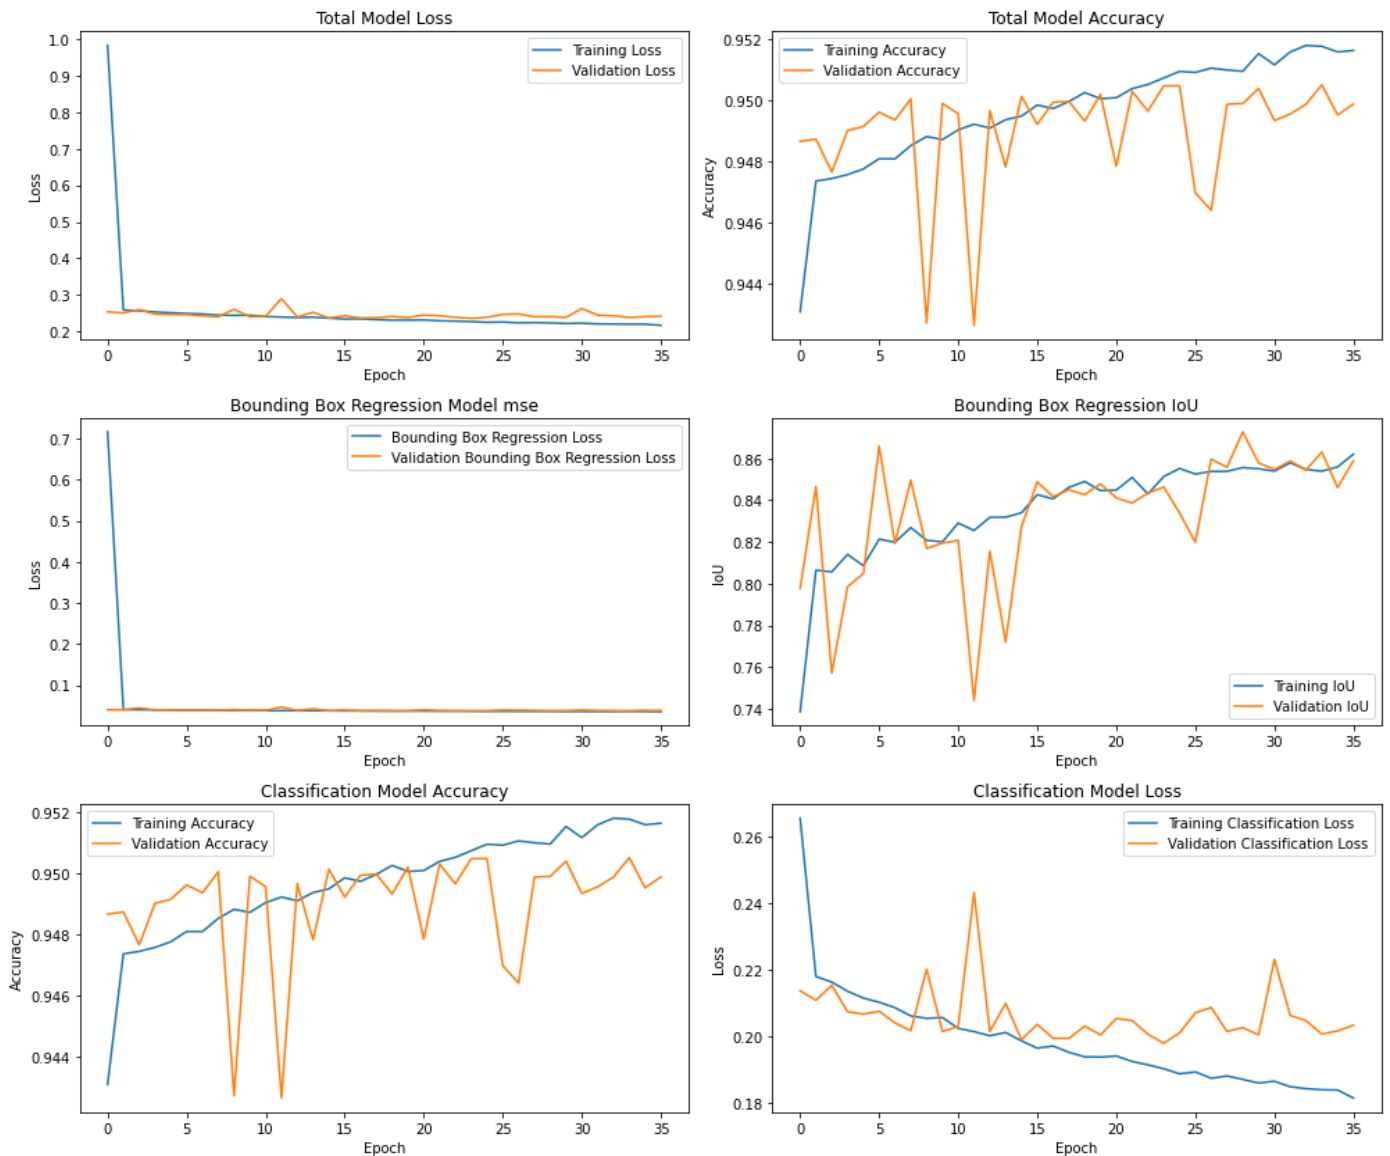 Total Model Loss
1.0
0.9
0.8
0.7
0.6
0.5
0.4
0.3
0.2
Loss
Training Loss
Validation Loss
0 5 10 15 20 25 30 35
Epoch
Total Model Accuracy
0.952
0.950
0.948
0.946
0.944
Accuracy
Training Accuracy
Validation Accuracy
0 5 10 15 20 25 30 35
Epoch
Bounding Box Regression Model mse
0.7
0.6
0.5
0.4
0.3
0.2
0.1
Loss
Bounding Box Regression Loss
Validation Bounding Box Regression Loss
0 5 10 15 20 25 30 35
Epoch
Bounding Box Regression IoU
0.86
0.84
0.82
0.80
0.78
0.76
0.74
IoU
Training IoU
Validation IoU
0 5 10 15 20 25 30 35
Epoch
Classification Model Accuracy
0.952
0.950
0.948
0.946
0.944
Accuracy
Training Accuracy
Validation Accuracy
0 5 10 15 20 25 30 35
Epoch
Classification Model Loss
0.26
0.24
0.22
0.20
0.18
Loss
Training Classification Loss
Validation Classification Loss
0 5 10 15 20 25 30 35
Epoch